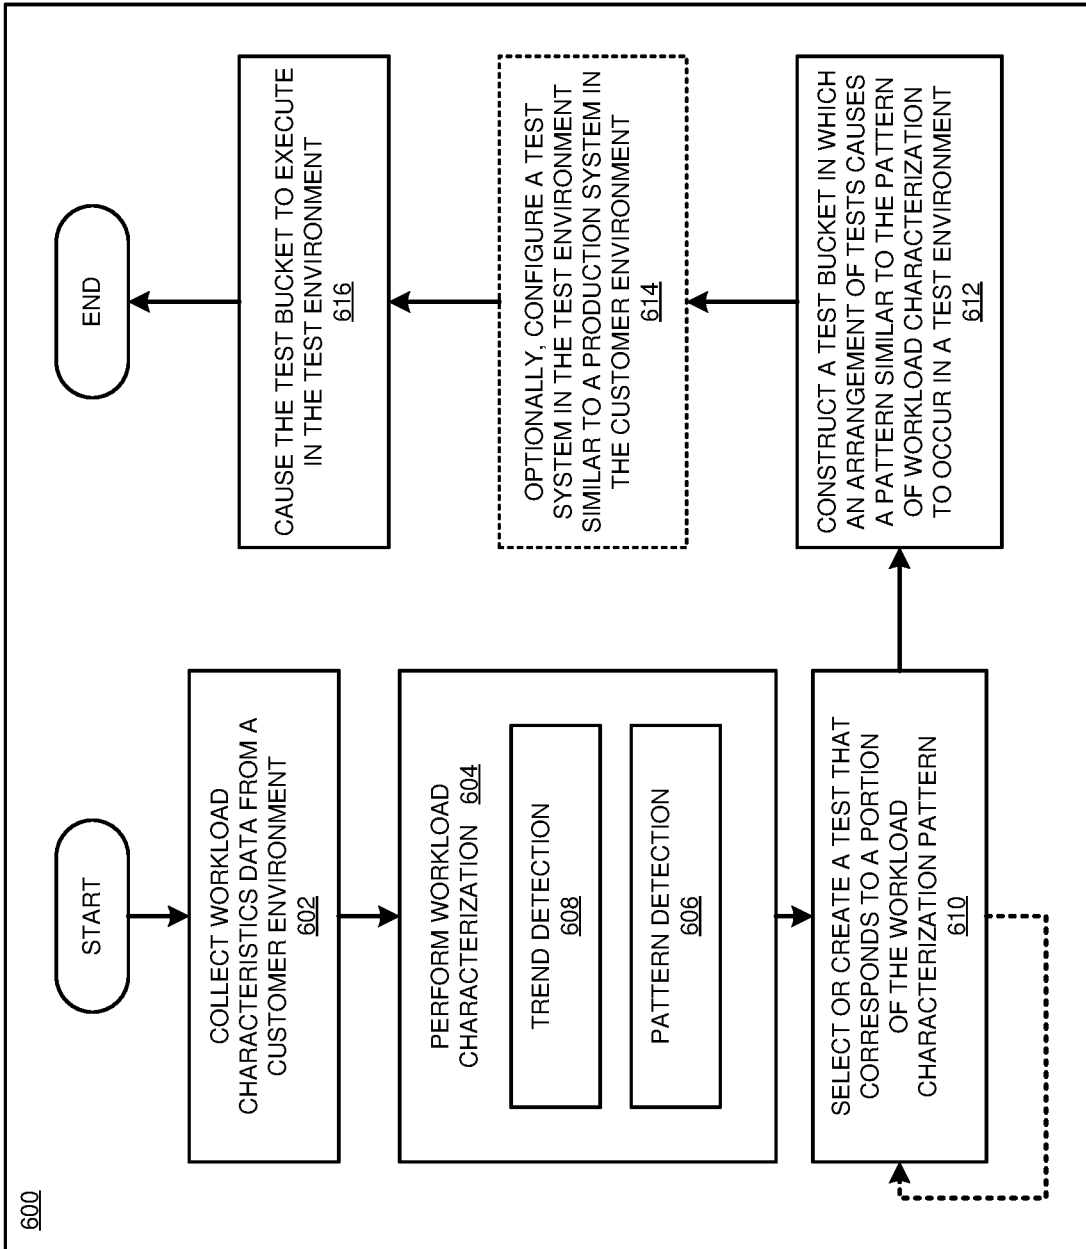 600
START
COLLECT WORKLOAD
CHARACTERISTICS DATA FROM A
CUSTOMER ENVIRONMENT
602
PERFORM WORKLOAD
CHARACTERIZATION 604
TREND DETECTION
608
PATTERN DETECTION
606
SELECT OR CREATE A TEST THAT
CORRESPONDS TO A PORTION
OF THE WORKLOAD
CHARACTERIZATION PATTERN
610
CONSTRUCT A TEST BUCKET IN WHICH
AN ARRANGEMENT OF TESTS CAUSES
A PATTERN SIMILAR TO THE PATTERN
OF WORKLOAD CHARACTERIZATION
TO OCCUR IN A TEST ENVIRONMENT
612
OPTIONALLY, CONFIGURE A TEST
SYSTEM IN THE TEST ENVIRONMENT
SIMILAR TO A PRODUCTION SYSTEM IN
THE CUSTOMER ENVIRONMENT
614
CAUSE THE TEST BUCKET TO EXECUTE
IN THE TEST ENVIRONMENT
616
END